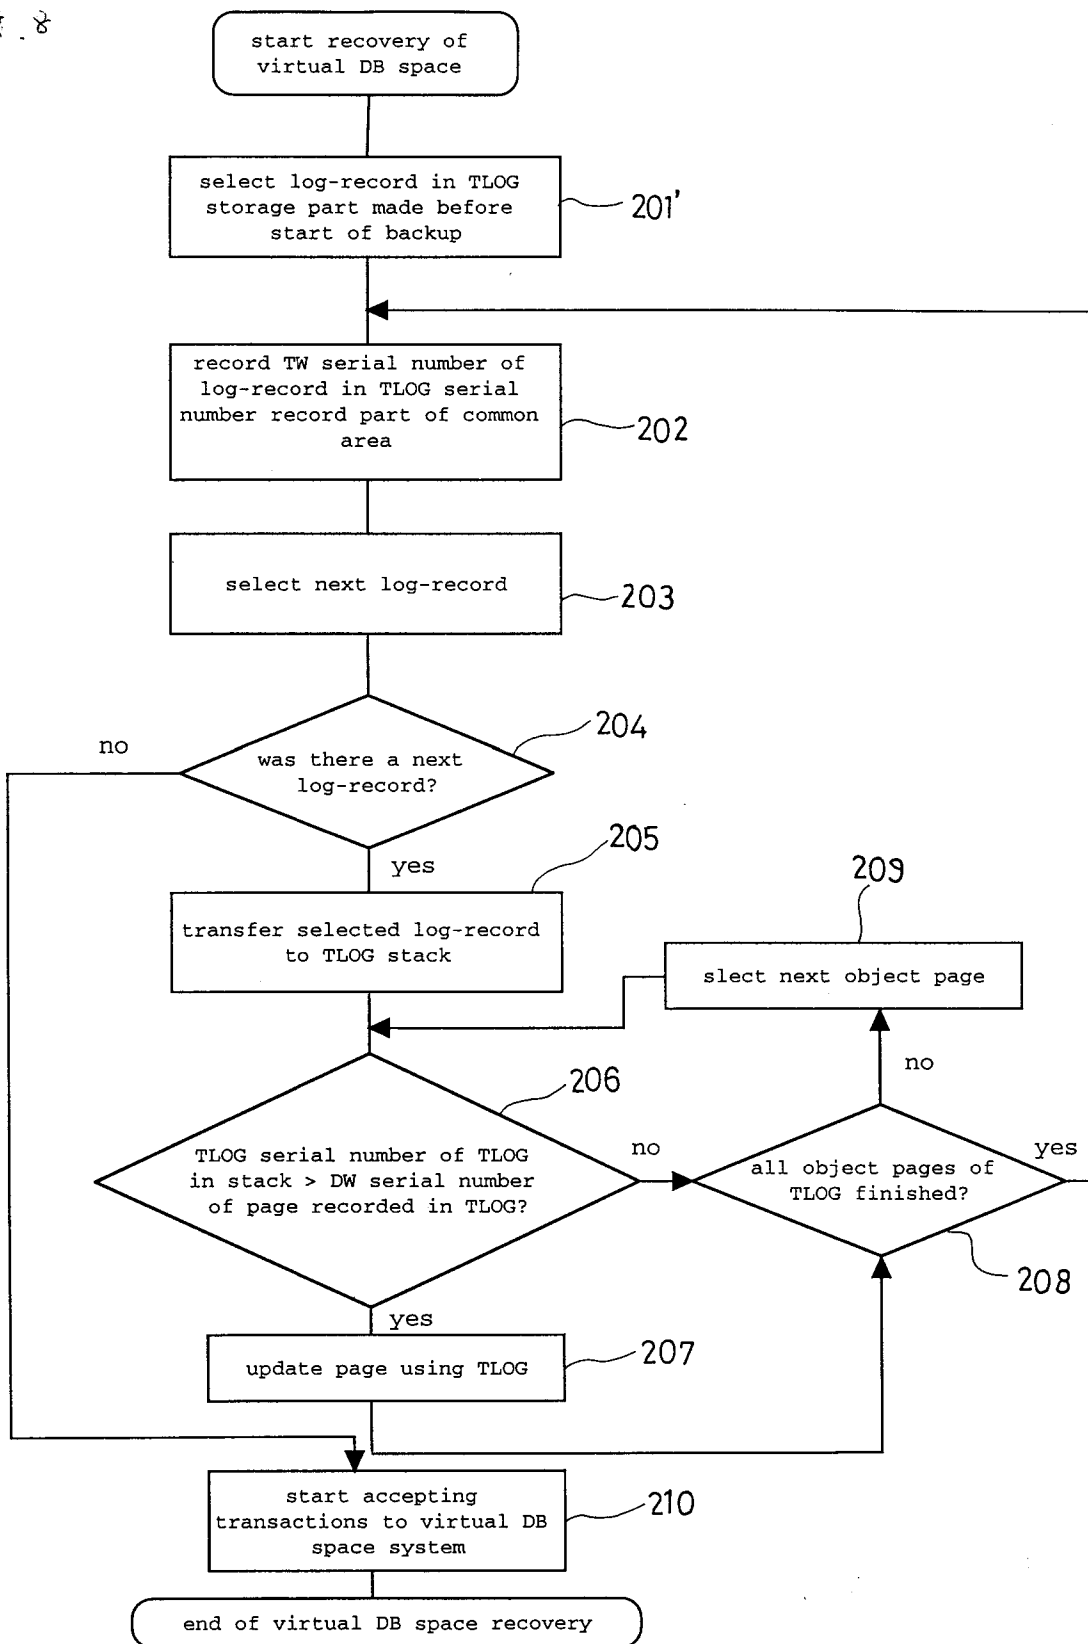 . 8
start recovery of
virtual DB space
select log-record in TLOG
storage part made before
start of backup
201'
record TW serial number of
log-record in TLOG serial
number record part of common
area
202
select next log-record
203
204
no
was there a next
log-record?
yes
205
transfer selected log-record
to TLOG stack
209
slect next object page
no
206
TLOG serial number of TLOG
in stack > DW serial number
of page recorded in TLOG?
no
all object pages of
TLOG finished?
yes
208
yes
update page using TLOG
207
start accepting
transactions to virtual DB
space system
210
end of virtual DB space recovery